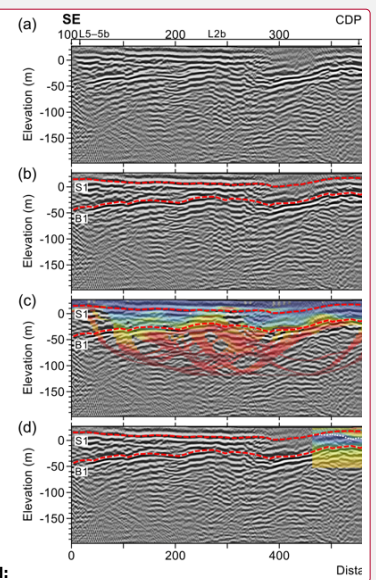 (a) SE CDP
100 L5–5b L2b 300
Elevation (m)
0
-50
-100
-150
(b)
Elevation (m)
0
-50
-100
-150
S1
B1
(c)
Elevation (m)
0
-50
-100
-150
S1
B1
(d)
Elevation (m)
0
-50
-100
-150
S1
B1
0 200 400
Dista